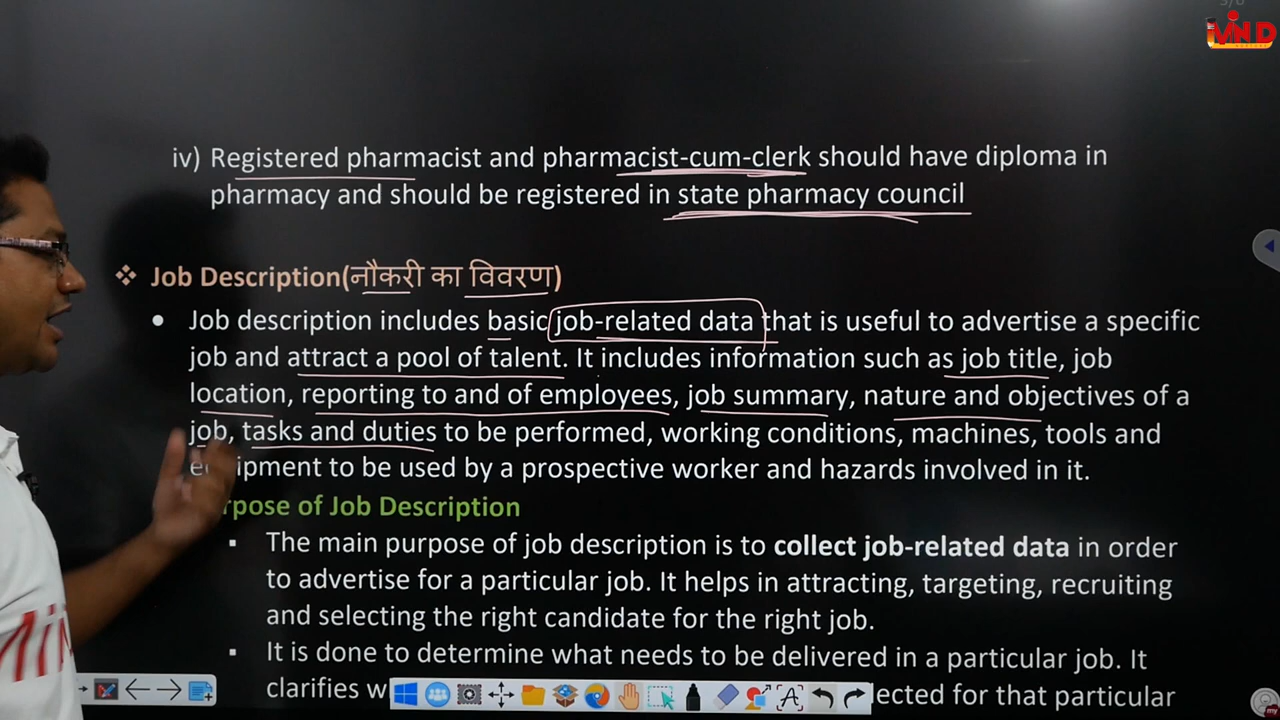 iv) Registered pharmacist and pharmacist-cum-clerk should have diploma in
pharmacy and should be registered in state pharmacy council
❖ Job Description(नौकरी का विवरण)
• Job description includes basic job-related data that is useful to advertise a specific
job and attract a pool of talent. It includes information such as job title, job
location, reporting to and of employees, job summary, nature and objectives of a
job, tasks and duties to be performed, working conditions, machines, tools and
to be used by a prospective worker and hazards involved in it.
of Job Description
▪ The main purpose of job description is to collect job-related data in order
to advertise for a particular job. It helps in attracting, targeting, recruiting
and selecting the right candidate for the right job.
▪ It is done to determine what needs to be delivered in a particular job. It
clarifies
for that particular